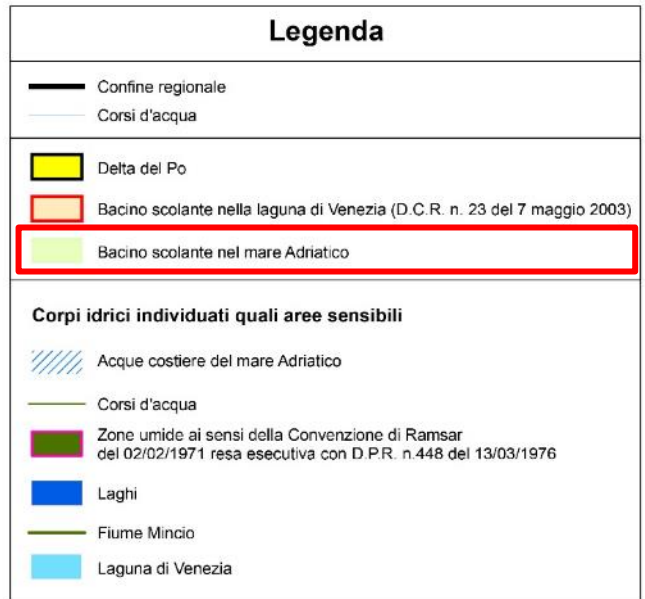 Legenda
Confine regionale
Corsi d'acqua
Delta del Po
Bacino scolante nella laguna di Venezia (D.C.R. n. 23 del 7 maggio 2003)
Bacino scolante nel mare Adriatico
Corpi idrici individuati quali aree sensibili
Acque costiere del mare Adriatico
Corsi d'acqua
Zone umide ai sensi della Convenzione di Ramsar
del 02/02/1971 resa esecutiva con D.P.R. n.448 del 13/03/1976
Laghi
Fiume Mincio
Laguna di Venezia